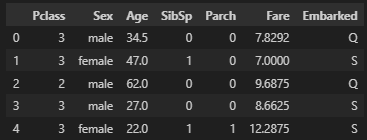 Pclass Sex Age SibSp Parch Fare Embarked
0 3 male 34.5 0 0 7.8292 Q
1 3 female 47.0 1 0 7.0000 S
2 2 male 62.0 0 0 9.6875 Q
3 3 male 27.0 0 0 8.6625 S
4 3 female 22.0 1 1 12.2875 S